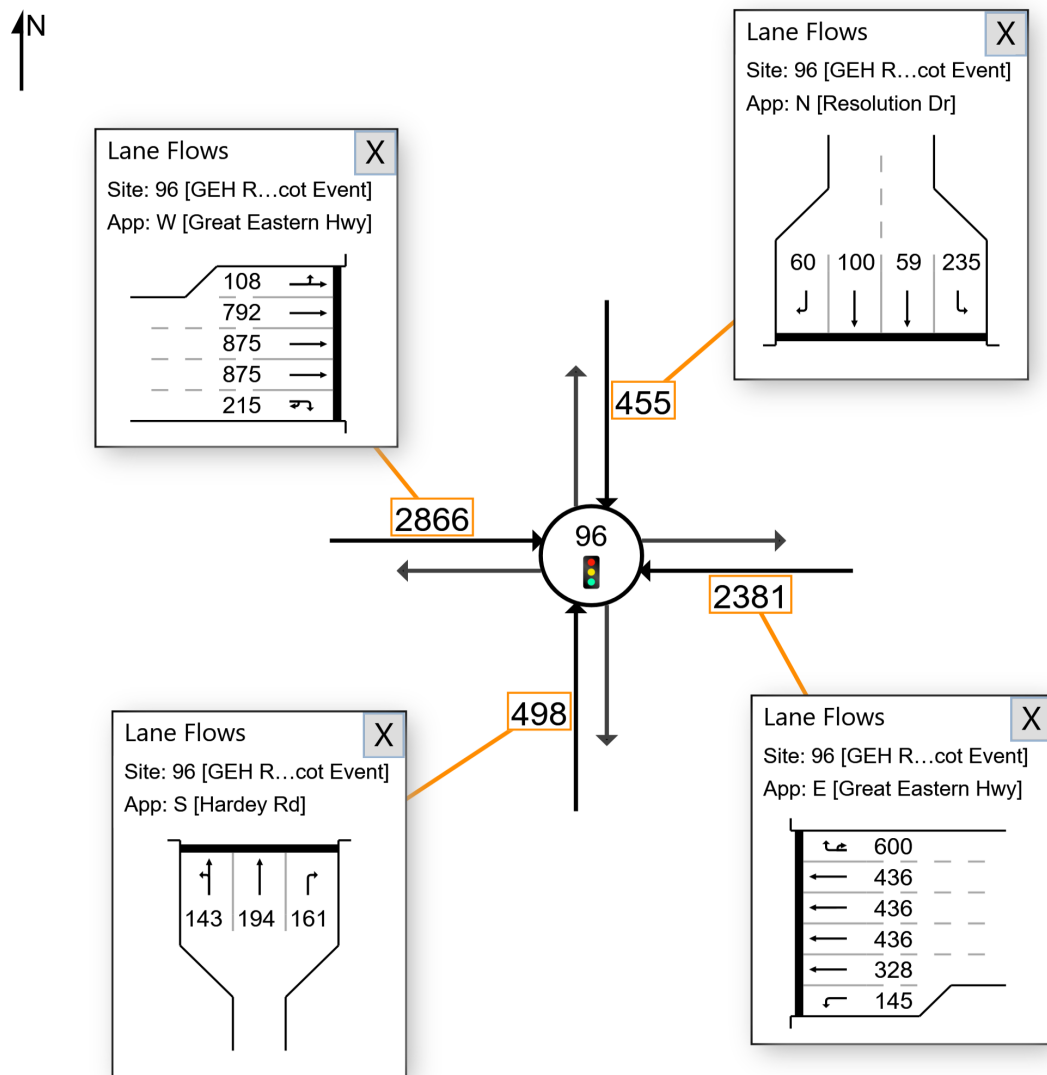 N
Lane Flows
X
Site: 96 [GEH R...cot Event]
App: N [Resolution Dr]
60 100 59 235
Lane Flows
X
Site: 96 [GEH R...cot Event]
App: W [Great Eastern Hwy]
108
792
875
875
215
455
2866
96
2381
498
Lane Flows
X
Site: 96 [GEH R...cot Event]
App: S [Hardey Rd]
143 194 161
Lane Flows
X
Site: 96 [GEH R...cot Event]
App: E [Great Eastern Hwy]
600
436
436
436
328
145